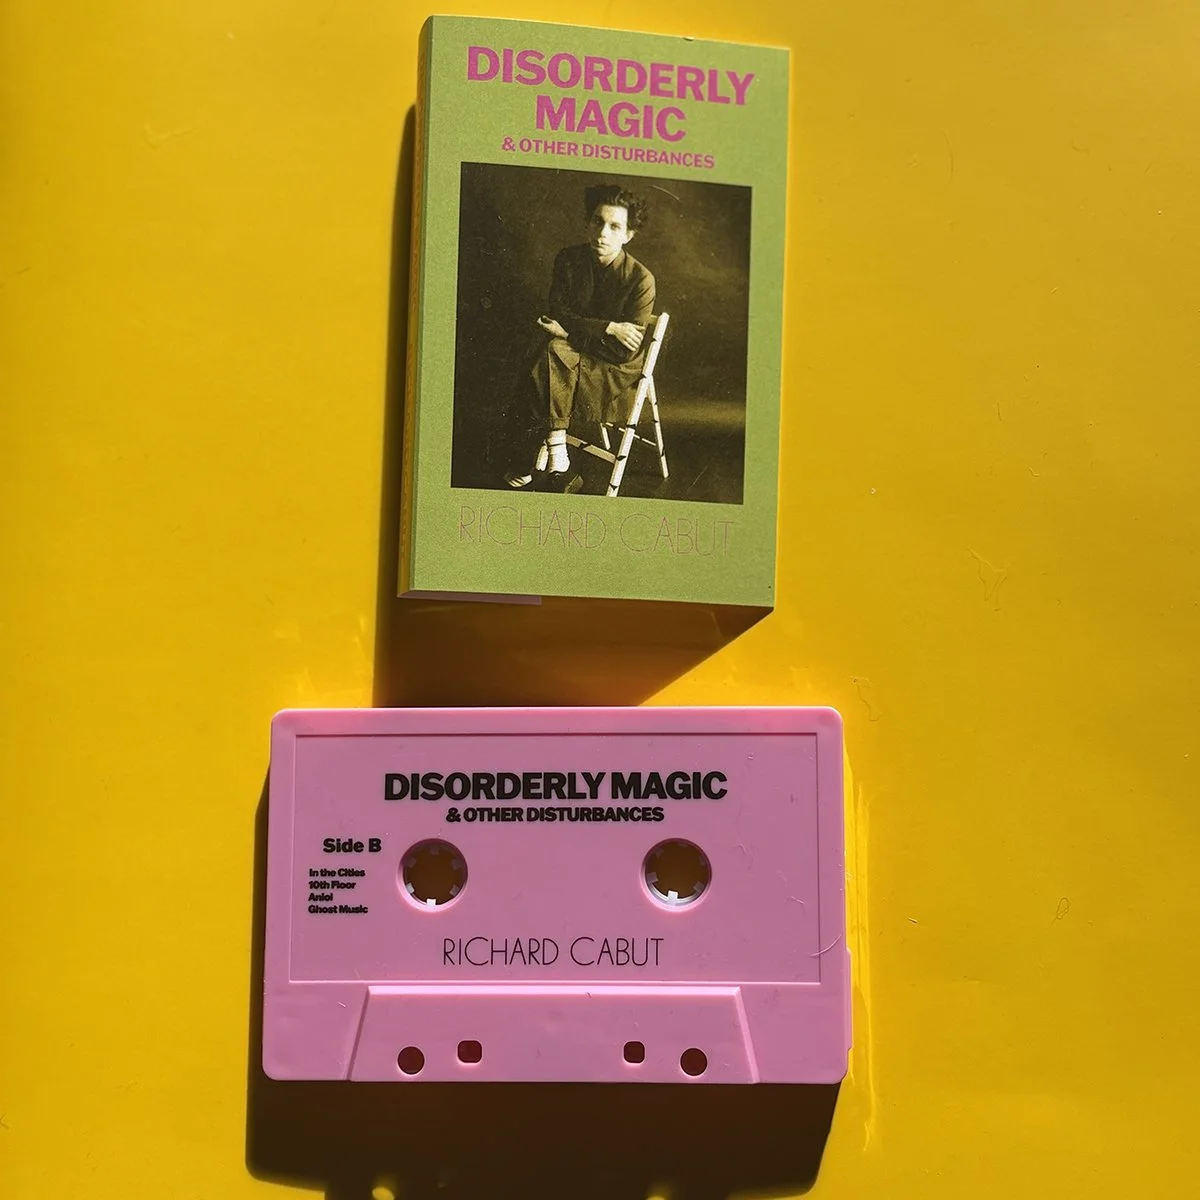 DISORDERLY
MAGIC
& OTHER DISTURBANCES
RICHARD CABUT
DISORDERLY MAGIC
& OTHER DISTURBANCES
Side B
In the Cities
10th Floor
Aniol
Ghost Music
RICHARD CABUT